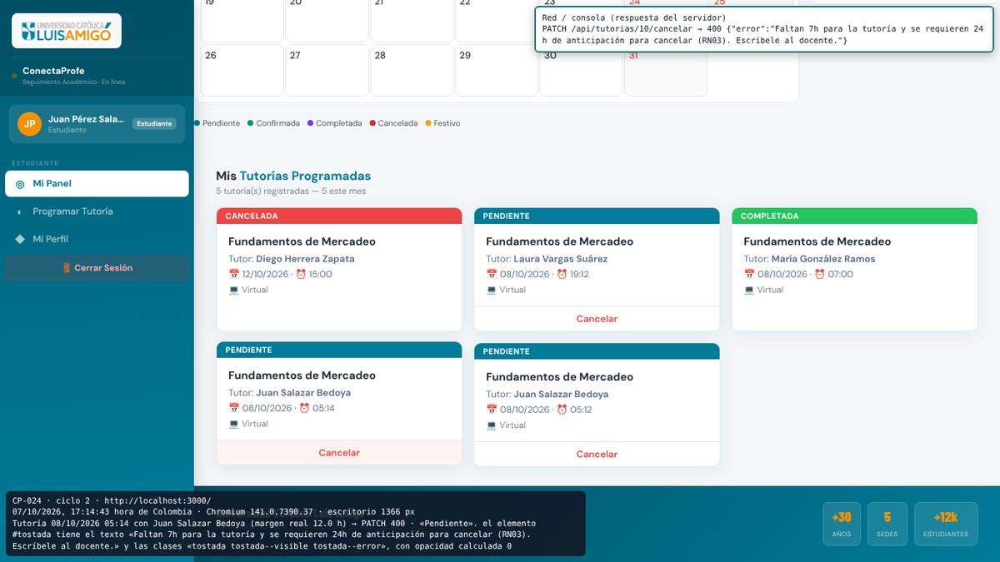 UNIVERSIDAD CATÓLICA
LUISAMIGO
ConectaProfe
Seguimiento Académico · En línea
JP
Juan Pérez Sala...
Estudiante
Estudiante
ESTUDIANTE
Mi Panel
Programar Tutoría
Mi Perfil
Cerrar Sesión
19
20
21
22
23
24
25
26
27
28
29
30
31
Red / consola (respuesta del servidor)
PATCH /api/tutorias/10/cancelar → 400 {"error":"Faltan 7h para la tutoría y se requieren 24
h de anticipación para cancelar (RN03). Escríbele al docente."}
Pendiente
Confirmada
Completada
Cancelada
Festivo
Mis Tutorías Programadas
5 tutoría(s) registradas — 5 este mes
CANCELADA
Fundamentos de Mercadeo
Tutor: Diego Herrera Zapata
12/10/2026 · 15:00
Virtual
PENDIENTE
Fundamentos de Mercadeo
Tutor: Laura Vargas Suárez
08/10/2026 · 19:12
Virtual
Cancelar
COMPLETADA
Fundamentos de Mercadeo
Tutor: María González Ramos
08/10/2026 · 07:00
Virtual
PENDIENTE
Fundamentos de Mercadeo
Tutor: Juan Salazar Bedoya
08/10/2026 · 05:14
Virtual
Cancelar
PENDIENTE
Fundamentos de Mercadeo
Tutor: Juan Salazar Bedoya
08/10/2026 · 05:12
Virtual
Cancelar
CP-024 · ciclo 2 · http://localhost:3000/
07/10/2026, 17:14:43 hora de Colombia · Chromium 141.0.7390.37 · escritorio 1366 px
Tutoría 08/10/2026 05:14 con Juan Salazar Bedoya (margen real 12.0 h) → PATCH 400 · «Pendiente». el elemento
#tostada tiene el texto «Faltan 7h para la tutoría y se requieren 24h de anticipación para cancelar (RN03).
Escríbele al docente.» y las clases «tostada tostada--visible tostada--error», con opacidad calculada 0
+30
AÑOS
5
SEDES
+12k
ESTUDIANTES